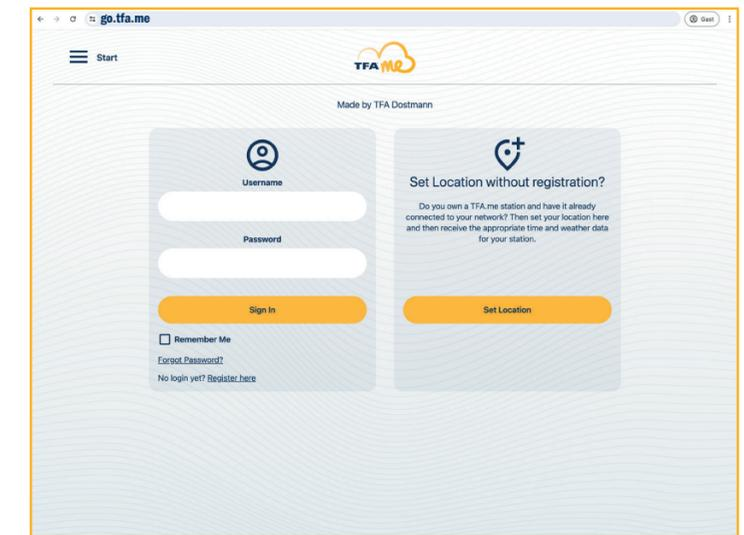 go.tfa.me
Gast
Start
TFA me
Made by TFA Dostmann
Username
Password
Sign In
Remember Me
Forgot Password?
No login yet? Register here
Set Location without registration?
Do you own a TFA.me station and have it already
connected to your network? Then set your location here
and then receive the appropriate time and weather data
for your station.
Set Location